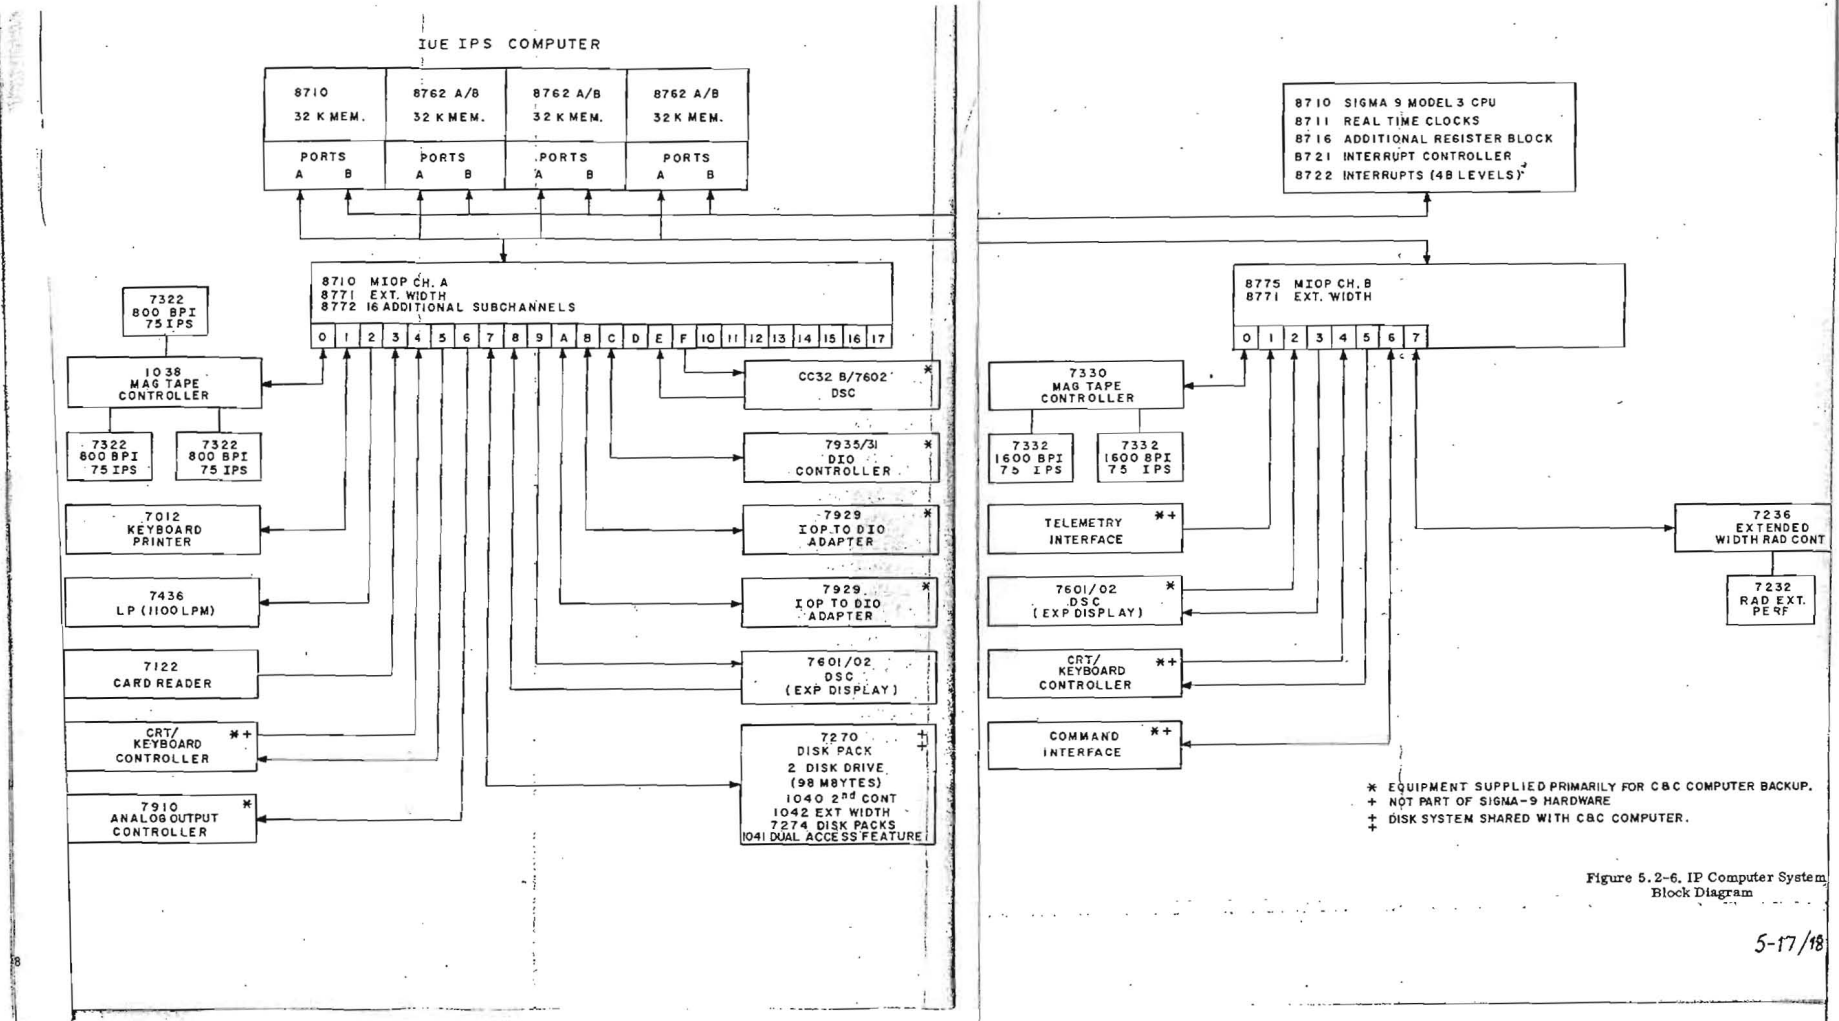 IUE IPS COMPUTER
8710
32 K MEM.
8762 A/B
32 K MEM.
8762 A/B
32 K MEM.
8762 A/B
32 K MEM.
PORTS
A B
PORTS
A B
PORTS
A B
PORTS
A B
8710 MIOP CH. A
8771 EXT. WIDTH
8772 16 ADDITIONAL SUBCHANNELS
0 1 2 3 4 5 6 7 8 9 A B C D E F 10 11 12 13 14 15 16 17
7322
800 BPI
75 IPS
1038
MAG TAPE
CONTROLLER
7322
800 BPI
75 IPS
7322
800 BPI
75 IPS
7012
KEYBOARD
PRINTER
7436
LP (1100 LPM)
7122
CARD READER
CRT/ *+
KEYBOARD
CONTROLLER
7910 *
ANALOG OUTPUT
CONTROLLER
CC32 B/7602 *
DSC
7935/31 *
DIO
CONTROLLER
7929 *
IOP TO DIO
ADAPTER
7929 *
IOP TO DIO
ADAPTER
7601/02
DSC
(EXP DISPLAY)
7270 ‡
DISK PACK
2 DISK DRIVE
(98 MBYTES)
1040 2nd CONT
1042 EXT WIDTH
7274 DISK PACKS
1041 DUAL ACCESS FEATURE
8
8710 SIGMA 9 MODEL 3 CPU
8711 REAL TIME CLOCKS
8716 ADDITIONAL REGISTER BLOCK
8721 INTERRUPT CONTROLLER
8722 INTERRUPTS (48 LEVELS)
8775 MIOP CH. B
8771 EXT. WIDTH
0 1 2 3 4 5 6 7
7330
MAG TAPE
CONTROLLER
7332
1600 BPI
75 IPS
7332
1600 BPI
75 IPS
TELEMETRY *+
INTERFACE
7601/02 *
DSC
(EXP DISPLAY)
CRT/ *+
KEYBOARD
CONTROLLER
COMMAND *+
INTERFACE
7236
EXTENDED
WIDTH RAD CONT
7232
RAD EXT.
PERF
* EQUIPMENT SUPPLIED PRIMARILY FOR C&C COMPUTER BACKUP.
+ NOT PART OF SIGMA-9 HARDWARE
‡ DISK SYSTEM SHARED WITH C&C COMPUTER.
Figure 5.2-6. IP Computer System
Block Diagram
5-17/18